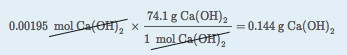 0.00195 mol Ca(OH)₂ × 74.1 g Ca(OH)₂ / 1 mol Ca(OH)₂ = 0.144 g Ca(OH)₂